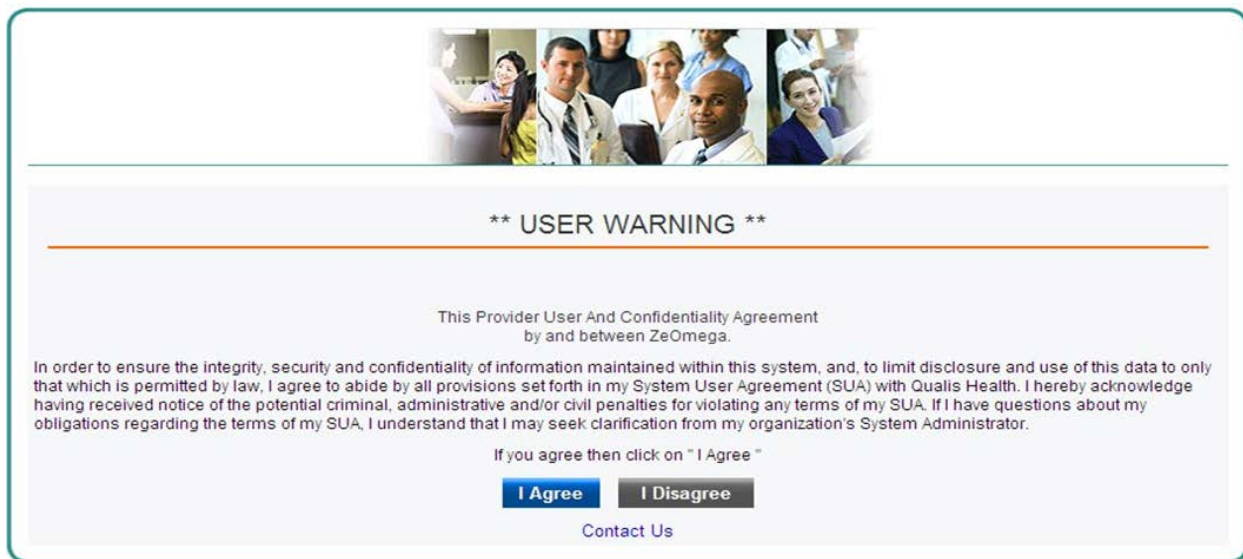 ** USER WARNING **
This Provider User And Confidentiality Agreement
by and between ZeOmega.
In order to ensure the integrity, security and confidentiality of information maintained within this system, and, to limit disclosure and use of this data to only
that which is permitted by law, I agree to abide by all provisions set forth in my System User Agreement (SUA) with Qualis Health. I hereby acknowledge
having received notice of the potential criminal, administrative and/or civil penalties for violating any terms of my SUA. If I have questions about my
obligations regarding the terms of my SUA, I understand that I may seek clarification from my organization's System Administrator.
If you agree then click on " I Agree "
I Agree I Disagree
Contact Us